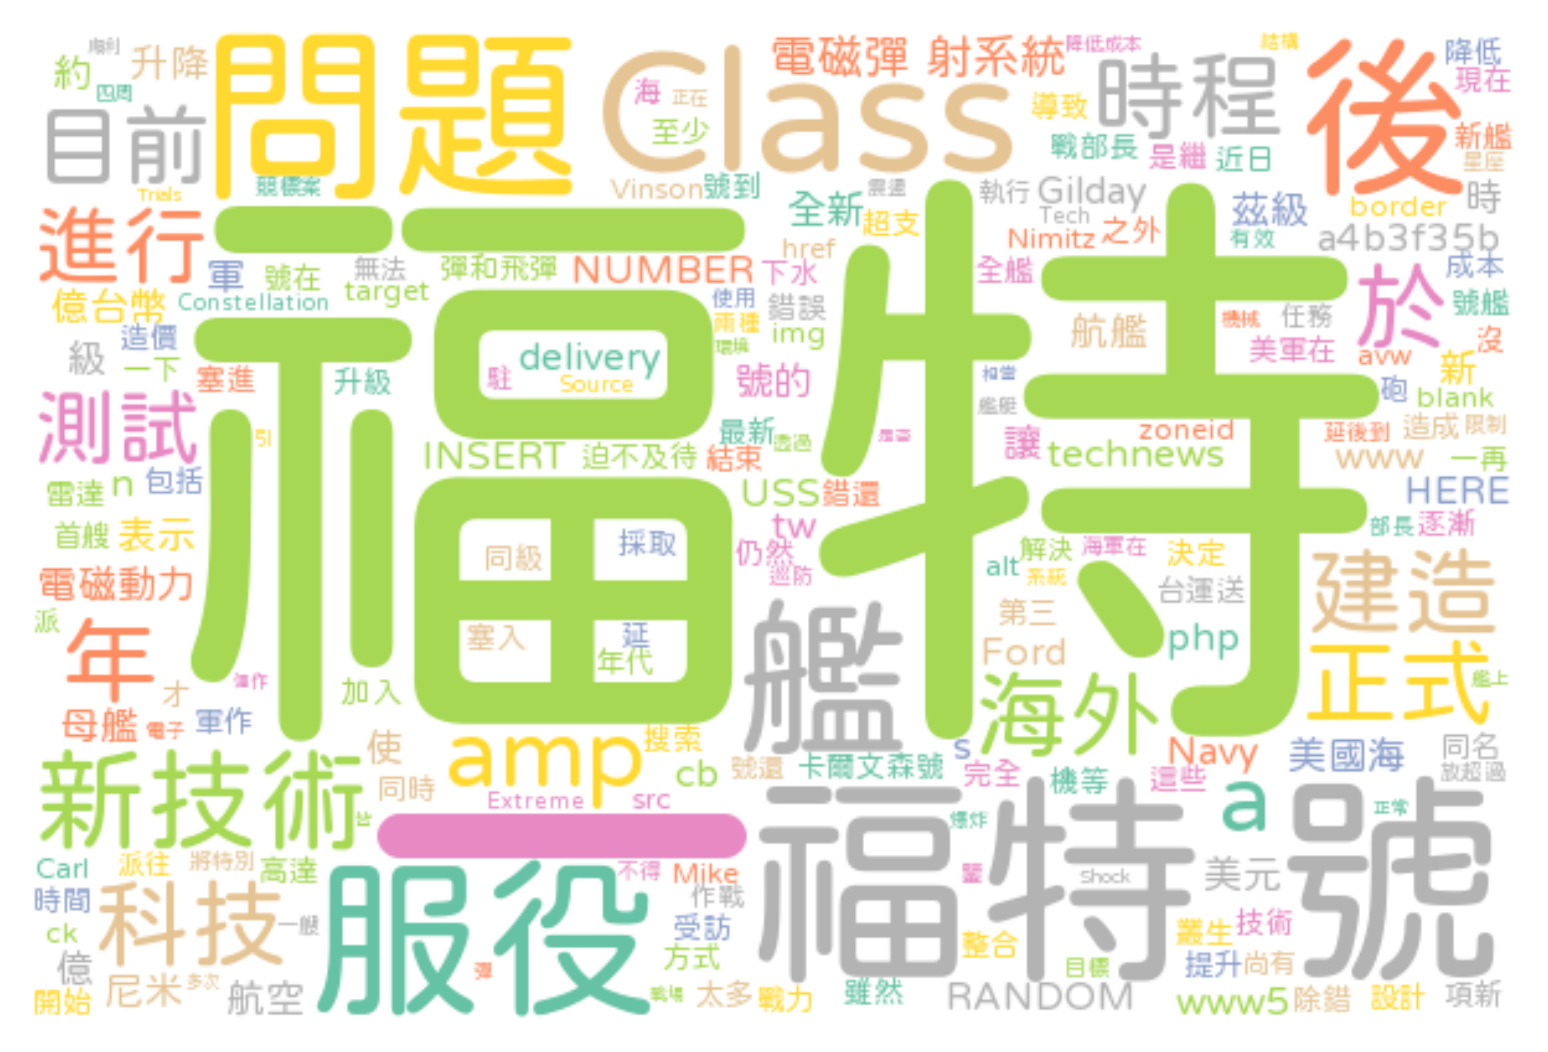 順利
約
升降
四周
目前
問題
Class
海
正在
至少
電磁彈 射系統
降低成本
時程
導致
戰部長
是繼
近日
結構
後
降低
現在
新艦
星座
Trials
競標案
Vinson
號到
全新
震盪
超支
執行
Gilday
Tech
Nimitz
之外
茲級
有效
border
時
a4b3f35b
進行
軍
號在
無法
target
彈和飛彈
NUMBER
下水
href
全艦
成本
億台幣
Constellation
使用
兩種
環境
錯誤
img
航艦
機械
任務
美軍在
於
號艦
沒
avw
新
級
造價
一下
塞進
升級
福特
駐
delivery
Source
號的
相當
艦艇
砲
blank
測試
引
INSERT
迫不及待
最新
透過
結束
是否
讓
technews
zoneid
延後到
造成
限制
www
一再
雷達
n
包括
USS
錯還
HERE
首艘
表示
同級
採取
tw
仍然
巡防
alt
解決
系統
海軍在
決定
部長
逐漸
電磁動力
派
年
才
塞入
延
年代
艦
第三
Ford
台運送
php
建造
正式
艦上
母艦
電子
軍作
運作
加入
海外
新技術
使
同時
amp
搜索
cb
號還
卡爾文森號
s
完全
機等
Navy
這些
美國海
同名
放超過
Extreme
src
a
正常
Carl
派往
將特別
高達
不得
Mike
爆炸
福特號
Shock
美元
時間
ck
科技
一艘
服役
作戰
受訪
方式
整合
目標
叢生
技術
提升
尚有
億
開始
尼米
多次
航空
彈
戰場
太多
戰力
雖然
RANDOM
www5
除錯
設計
項新